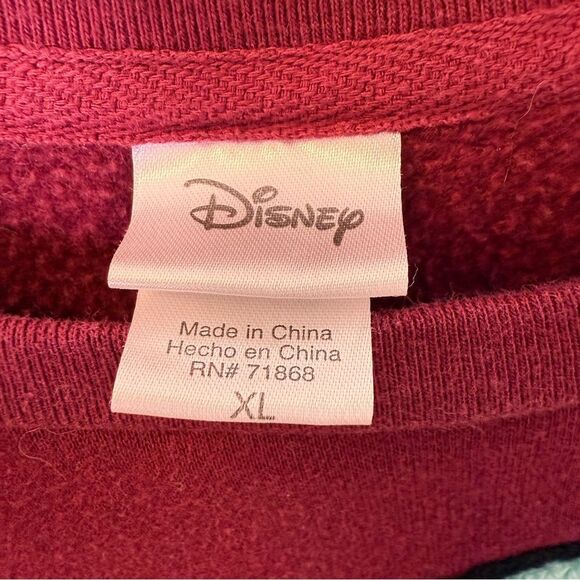 Disney
Made in China
Hecho en China
RN# 71868
XL